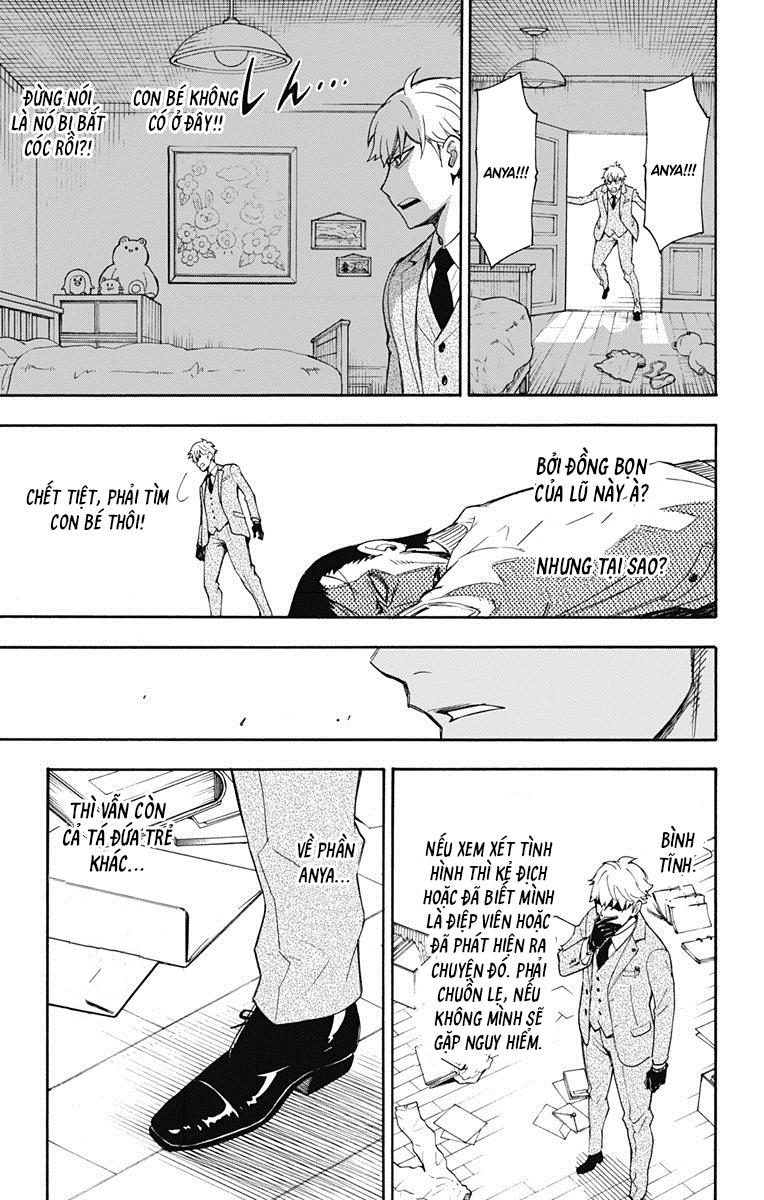 ANYA!!!
ANYA!!!
しん・・・
CON BÉ KHÔNG
CÓ Ở ĐÂY!!
ĐỪNG NÓI
LÀ NÓ BỊ BẮT
CÓC RỒI?!
BỞI ĐỒNG BỌN
CỦA LŨ NÀY À?
NHƯNG TẠI SAO?
CHẾT TIỆT, PHẢI TÌM
CON BÉ THÔI!
BÌNH
TĨNH
NẾU XEM XÉT TÌNH
HÌNH THÌ KẺ ĐỊCH
HOẶC ĐÃ BIẾT MÌNH
LÀ ĐIỆP VIÊN HOẶC
ĐÃ PHÁT HIỆN RA
CHUYỆN ĐÓ. PHẢI
CHUỒN LẸ, NẾU
KHÔNG MÌNH SẼ
GẶP NGUY HIỂM.
VỀ PHẦN
ANYA...
THÌ VẪN CÒN
CẢ TÁ ĐỨA TRẺ
KHÁC...